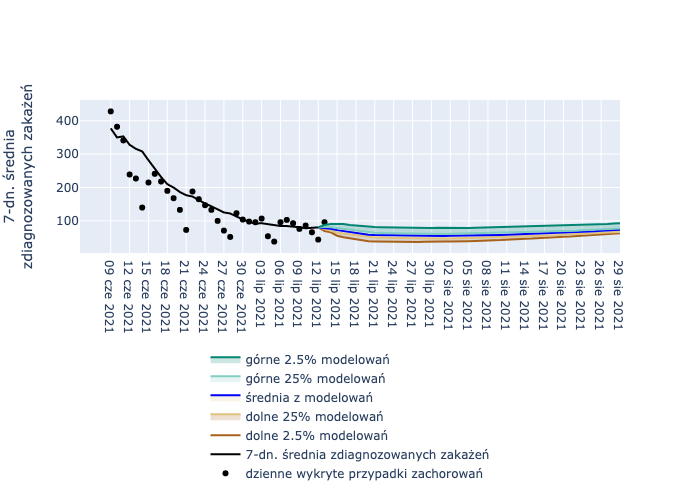 7-dn. średnia
zdiagnozowanych zakażeń
400
300
200
100
09 cze 2021
12 cze 2021
15 cze 2021
18 cze 2021
21 cze 2021
24 cze 2021
27 cze 2021
30 cze 2021
03 lip 2021
06 lip 2021
09 lip 2021
12 lip 2021
15 lip 2021
18 lip 2021
21 lip 2021
24 lip 2021
27 lip 2021
30 lip 2021
02 sie 2021
05 sie 2021
08 sie 2021
11 sie 2021
14 sie 2021
17 sie 2021
20 sie 2021
23 sie 2021
26 sie 2021
29 sie 2021
górne 2.5% modelowań
górne 25% modelowań
średnia z modelowań
dolne 25% modelowań
dolne 2.5% modelowań
7-dn. średnia zdiagnozowanych zakażeń
dzienne wykryte przypadki zachorowań